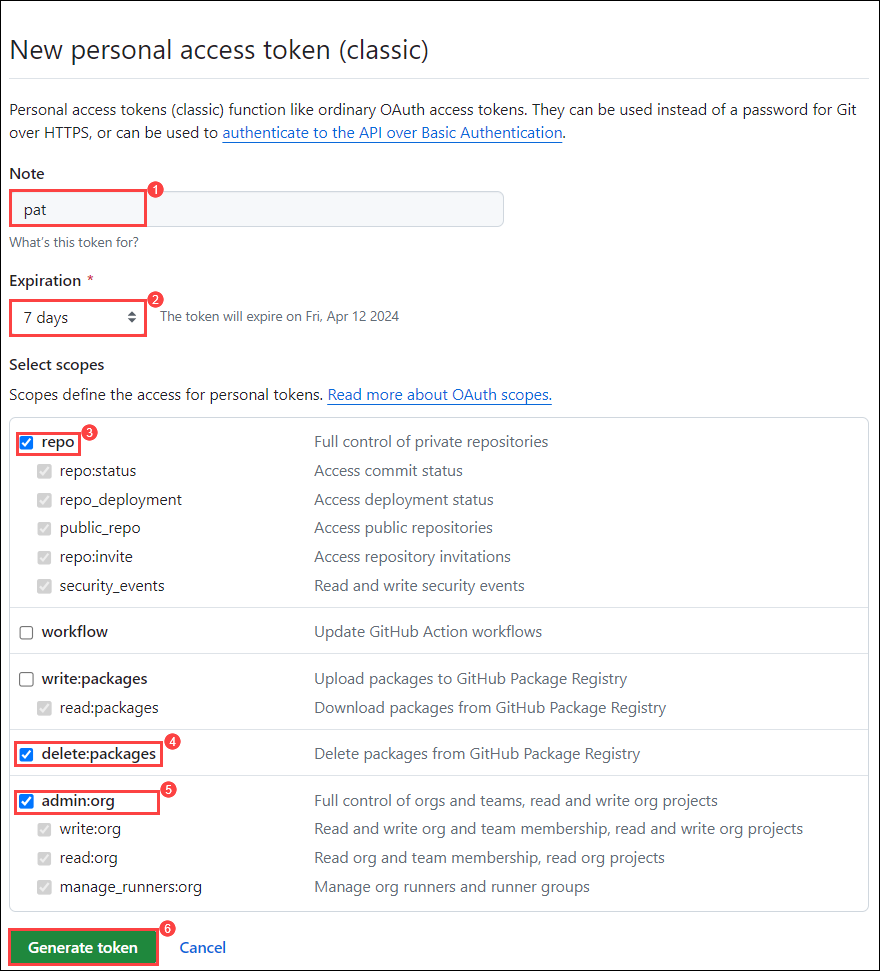 New personal access token (classic)
Personal access tokens (classic) function like ordinary OAuth access tokens. They can be used instead of a password for Git
over HTTPS, or can be used to authenticate to the API over Basic Authentication.
Note
1
pat
What's this token for?
Expiration *
2
7 days The token will expire on Fri, Apr 12 2024
Select scopes
Scopes define the access for personal tokens. Read more about OAuth scopes.
3
repo Full control of private repositories
repo:status Access commit status
repo_deployment Access deployment status
public_repo Access public repositories
repo:invite Access repository invitations
security_events Read and write security events
workflow Update GitHub Action workflows
write:packages Upload packages to GitHub Package Registry
read:packages Download packages from GitHub Package Registry
4
delete:packages Delete packages from GitHub Package Registry
5
admin:org Full control of orgs and teams, read and write org projects
write:org Read and write org and team membership, read and write org projects
read:org Read org and team membership, read org projects
manage_runners:org Manage org runners and runner groups
6
Generate token Cancel